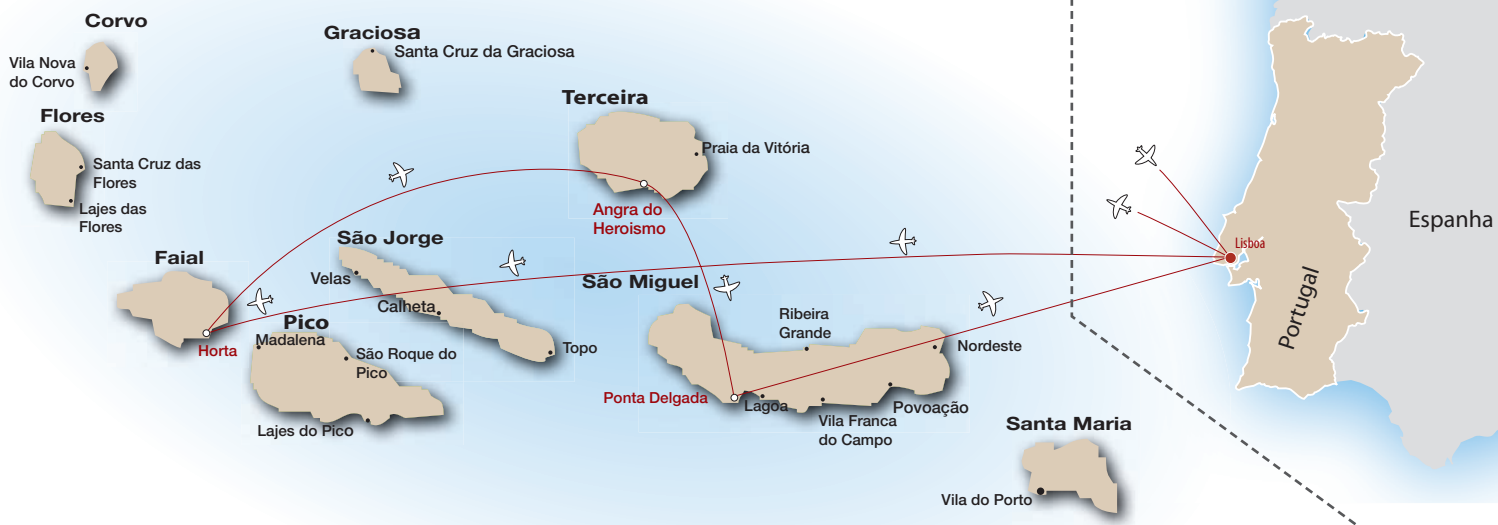 Corvo
Vila Nova
do Corvo
Flores
Santa Cruz das
Flores
Lajes das
Flores
Graciosa
Santa Cruz da Graciosa
Terceira
Praia da Vitória
Angra do
Heroismo
Faial
Horta
São Jorge
Velas
Calheta
Topo
Pico
Madalena
São Roque do
Pico
Lajes do Pico
São Miguel
Ribeira
Grande
Nordeste
Ponta Delgada
Lagoa
Vila Franca
do Campo
Povoação
Santa Maria
Vila do Porto
Lisboa
Portugal
Espanha